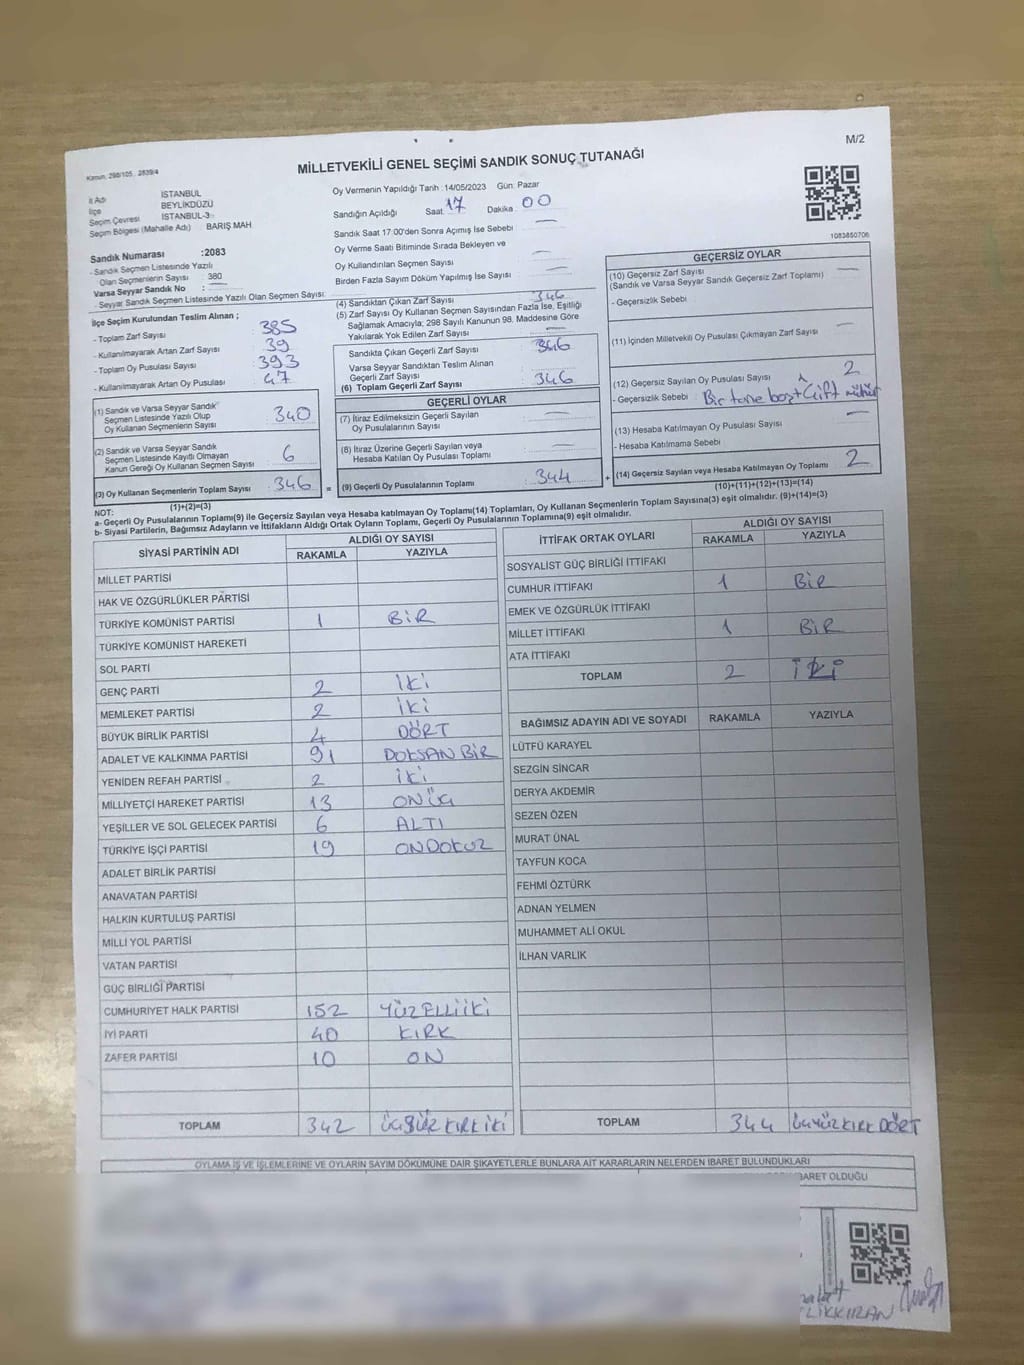 M/2
MİLLETVEKİLİ GENEL SEÇİMİ SANDIK SONUÇ TUTANAĞI
Kanun, 298/105, 2839/4
İl Adı İSTANBUL
İlçe BEYLİKDÜZÜ
Seçim Çevresi İSTANBUL-3
Seçim Bölgesi (Mahalle Adı) BARIŞ MAH
Sandık Numarası :2083
- Sandık Seçmen Listesinde Yazılı
Olan Seçmenlerin Sayısı 380
Varsa Seyyar Sandık No :
- Seyyar Sandık Seçmen Listesinde Yazılı Olan Seçmen Sayısı:
Oy Vermenin Yapıldığı Tarih : 14/05/2023 Gün: Pazar
Sandığın Açıldığı Saat 17 Dakika 00
Sandık Saat 17:00'den Sonra Açımış İse Sebebi —
Oy Verme Saati Bitiminde Sırada Bekleyen ve
Oy Kullandırılan Seçmen Sayısı —
Birden Fazla Sayım Döküm Yapılmış İse Sayısı —
1083850706
İlçe Seçim Kurulundan Teslim Alınan ;
- Toplam Zarf Sayısı : 385
- Kullanılmayarak Artan Zarf Sayısı : 39
- Toplam Oy Pusulası Sayısı : 393
- Kullanılmayarak Artan Oy Pusulası : 47
(1) Sandık ve Varsa Seyyar Sandık
Seçmen Listesinde Yazılı Olup
Oy Kullanan Seçmenlerin Sayısı : 340
(2) Sandık ve Varsa Seyyar Sandık
Seçmen Listesinde Kayıtlı Olmayan
Kanun Gereği Oy Kullanan Seçmen Sayısı : 6
(3) Oy Kullanan Seçmenlerin Toplam Sayısı : 346
(1)+(2)=(3)
(4) Sandıktan Çıkan Zarf Sayısı 346
(5) Zarf Sayısı Oy Kullanan Seçmen Sayısından Fazla İse, Eşitliği
Sağlamak Amacıyla; 298 Sayılı Kanunun 98. Maddesine Göre
Yakılarak Yok Edilen Zarf Sayısı —
Sandıkta Çıkan Geçerli Zarf Sayısı : 346
Varsa Seyyar Sandıktan Teslim Alınan
Geçerli Zarf Sayısı
(6) Toplam Geçerli Zarf Sayısı : 346
GEÇERLİ OYLAR
(7) İtiraz Edilmeksizin Geçerli Sayılan
Oy Pusulalarının Sayısı : —
(8) İtiraz Üzerine Geçerli Sayılan veya
Hesaba Katılan Oy Pusulası Toplamı : —
= (9) Geçerli Oy Pusulalarının Toplamı : 344 +
GEÇERSİZ OYLAR
(10) Geçersiz Zarf Sayısı —
(Sandık ve Varsa Seyyar Sandık Geçersiz Zarf Toplamı)
- Geçersizlik Sebebi :
(11) İçinden Milletvekili Oy Pusulası Çıkmayan Zarf Sayısı —
(12) Geçersiz Sayılan Oy Pusulası Sayısı 2
- Geçersizlik Sebebi : Bir tane boş+ 1 Çift mühür
(13) Hesaba Katılmayan Oy Pusulası Sayısı —
- Hesaba Katılmama Sebebi :
(14) Geçersiz Sayılan veya Hesaba Katılmayan Oy Pusulası Toplamı : 2
(10)+(11)+(12)+(13)=(14)
NOT:
a- Geçerli Oy Pusulalarının Toplamı(9) ile Geçersiz Sayılan veya Hesaba katılmayan Oy Toplamı(14) Toplamları, Oy Kullanan Seçmenlerin Toplam Sayısına(3) eşit olmalıdır. (9)+(14)=(3)
b- Siyasi Partilerin, Bağımsız Adayların ve İttifakların Aldığı Ortak Oyların Toplamı, Geçerli Oy Pusulalarının Toplamına(9) eşit olmalıdır.
SİYASİ PARTİNİN ADI ALDIĞI OY SAYISI
RAKAMLA YAZIYLA
MİLLET PARTİSİ
HAK VE ÖZGÜRLÜKLER PARTİSİ
TÜRKİYE KOMÜNİST PARTİSİ 1 BİR
TÜRKİYE KOMÜNİST HAREKETİ
SOL PARTİ
GENÇ PARTİ 2 İKİ
MEMLEKET PARTİSİ 2 İKİ
BÜYÜK BİRLİK PARTİSİ 4 DÖRT
ADALET VE KALKINMA PARTİSİ 91 DOKSAN BİR
YENİDEN REFAH PARTİSİ 2 İKİ
MİLLİYETÇİ HAREKET PARTİSİ 13 ONÜÇ
YEŞİLLER VE SOL GELECEK PARTİSİ 6 ALTI
TÜRKİYE İŞÇİ PARTİSİ 19 ONDOKUZ
ADALET BİRLİK PARTİSİ
ANAVATAN PARTİSİ
HALKIN KURTULUŞ PARTİSİ
MİLLİ YOL PARTİSİ
VATAN PARTİSİ
GÜÇ BİRLİĞİ PARTİSİ
CUMHURİYET HALK PARTİSİ 152 YÜZELLİİKİ
İYİ PARTİ 40 KIRK
ZAFER PARTİSİ 10 ON
TOPLAM 342 ÜÇYÜZKIRKİKİ
İTTİFAK ORTAK OYLARI ALDIĞI OY SAYISI
RAKAMLA YAZIYLA
SOSYALİST GÜÇ BİRLİĞİ İTTİFAKI
CUMHUR İTTİFAKI 1 BİR
EMEK VE ÖZGÜRLÜK İTTİFAKI
MİLLET İTTİFAKI 1 BİR
ATA İTTİFAKI
TOPLAM 2 İKİ
BAĞIMSIZ ADAYIN ADI VE SOYADI RAKAMLA YAZIYLA
LÜTFÜ KARAYEL
SEZGİN SİNCAR
DERYA AKDEMİR
SEZEN ÖZEN
MURAT ÜNAL
TAYFUN KOCA
FEHMİ ÖZTÜRK
ADNAN YELMEN
MUHAMMET ALİ OKUL
İLHAN VARLIK
TOPLAM 344 ÜÇYÜZKIRKDÖRT
OYLAMA İŞ VE İŞLEMLERİNE VE OYLARIN SAYIM DÖKÜMÜNE DAİR ŞİKAYETLERLE BUNLARA AİT KARARLARIN NELERDEN İBARET BULUNDUKLARI
BARET OLDUĞU
LİKKIRAN